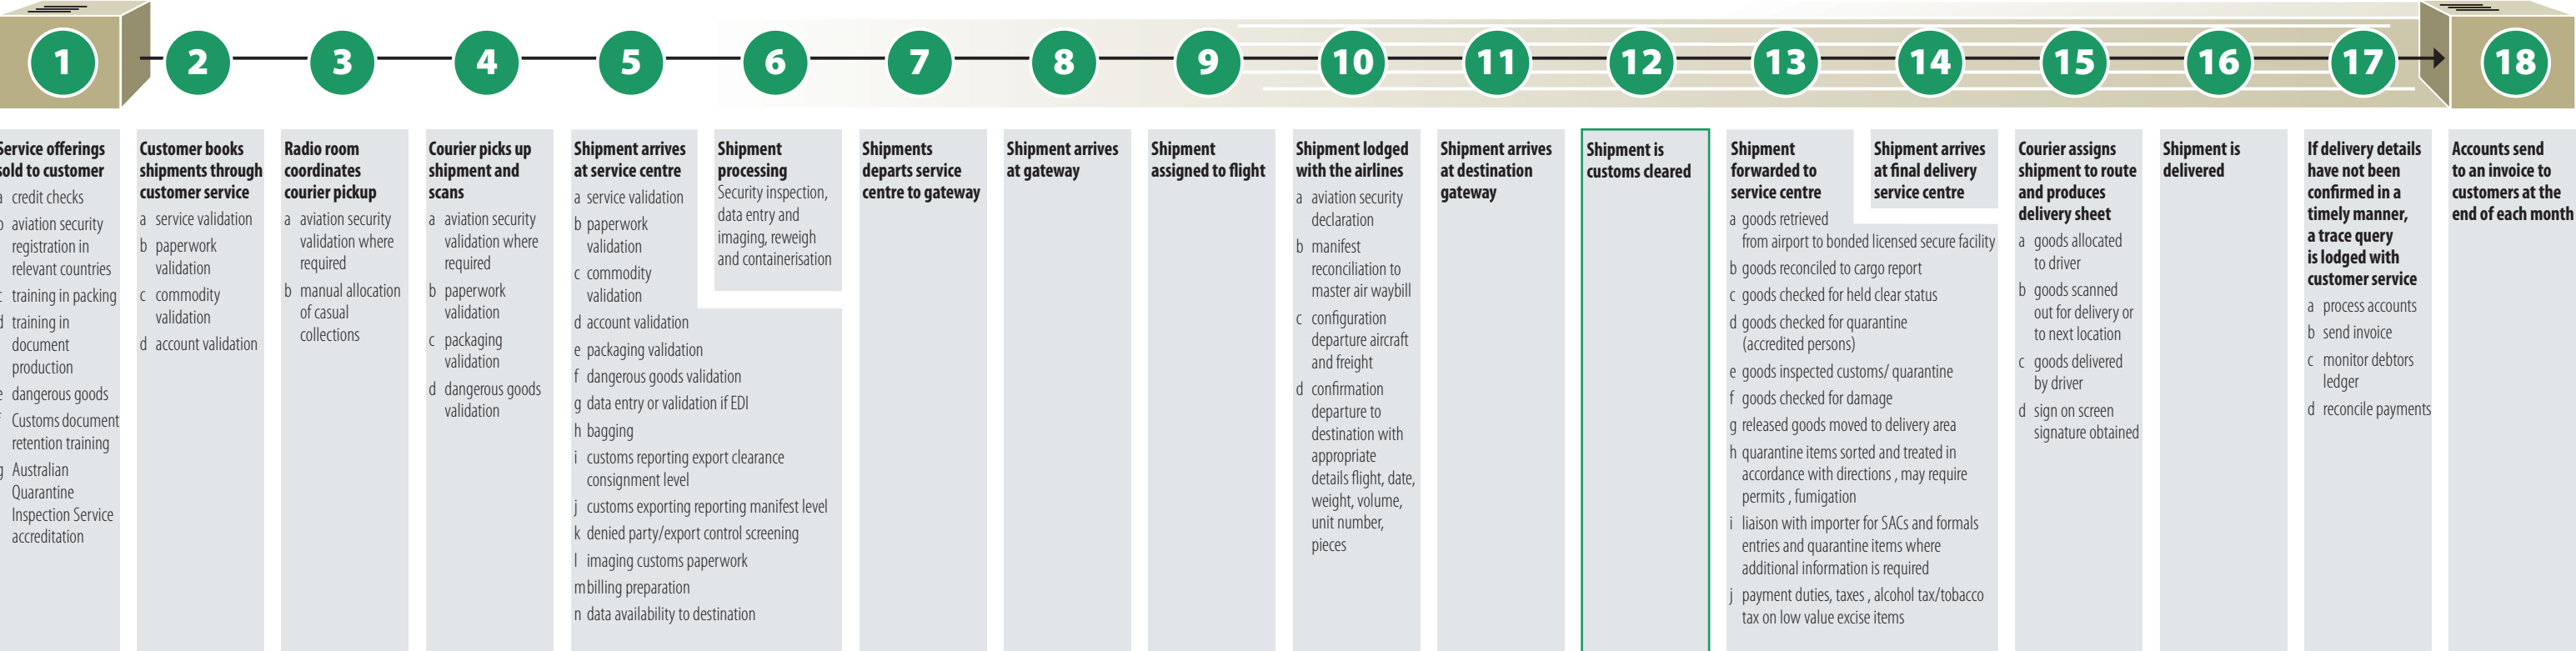 1
2
3
4
5
6
7
8
9
10
11
12
13
14
15
16
17
18
Service offerings
sold to customer
a credit checks
b aviation security
registration in
relevant countries
c training in packing
d training in
document
production
e dangerous goods
f Customs document
retention training
g Australian
Quarantine
Inspection Service
accreditation
Customer books
shipments through
customer service
a service validation
b paperwork
validation
c commodity
validation
d account validation
Radio room
coordinates
courier pickup
a aviation security
validation where
required
b manual allocation
of casual
collections
Courier picks up
shipment and
scans
a aviation security
validation where
required
b paperwork
validation
c packaging
validation
d dangerous goods
validation
Shipment arrives
at service centre
a service validation
b paperwork
validation
c commodity
validation
d account validation
e packaging validation
f dangerous goods validation
g data entry or validation if EDI
h bagging
i customs reporting export clearance
consignment level
j customs exporting reporting manifest level
k denied party/export control screening
l imaging customs paperwork
m billing preparation
n data availability to destination
Shipment
processing
Security inspection,
data entry and
imaging, reweigh
and containerisation
Shipments
departs service
centre to gateway
Shipment arrives
at gateway
Shipment
assigned to flight
Shipment lodged
with the airlines
a aviation security
declaration
b manifest
reconciliation to
master air waybill
c configuration
departure aircraft
and freight
d confirmation
departure to
destination with
appropriate
details flight, date,
weight, volume,
unit number,
pieces
Shipment arrives
at destination
gateway
Shipment is
customs cleared
Shipment
forwarded to
service centre
a goods retrieved
from airport to bonded licensed secure facility
b goods reconciled to cargo report
c goods checked for held clear status
d goods checked for quarantine
(accredited persons)
e goods inspected customs/ quarantine
f goods checked for damage
g released goods moved to delivery area
h quarantine items sorted and treated in
accordance with directions , may require
permits , fumigation
i liaison with importer for SACs and formals
entries and quarantine items where
additional information is required
j payment duties, taxes , alcohol tax/tobacco
tax on low value excise items
Shipment arrives
at final delivery
service centre
Courier assigns
shipment to route
and produces
delivery sheet
a goods allocated
to driver
b goods scanned
out for delivery or
to next location
c goods delivered
by driver
d sign on screen
signature obtained
Shipment is
delivered
If delivery details
have not been
confirmed in a
timely manner,
a trace query
is lodged with
customer service
a process accounts
b send invoice
c monitor debtors
ledger
d reconcile payments
Accounts send
to an invoice to
customers at the
end of each month